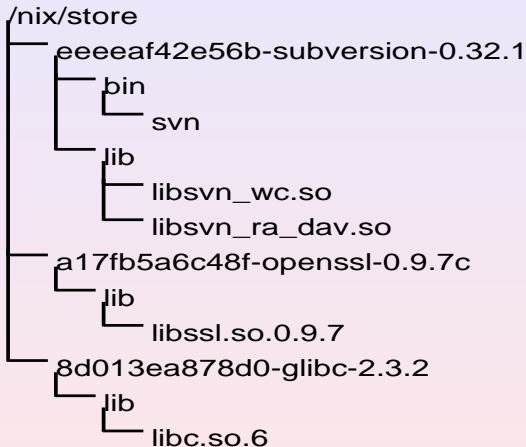 /nix/store
eeeeaf42e56b-subversion-0.32.1
bin
svn
lib
libsvn_wc.so
libsvn_ra_dav.so
a17fb5a6c48f-openssl-0.9.7c
lib
libssl.so.0.9.7
8d013ea878d0-glibc-2.3.2
lib
libc.so.6